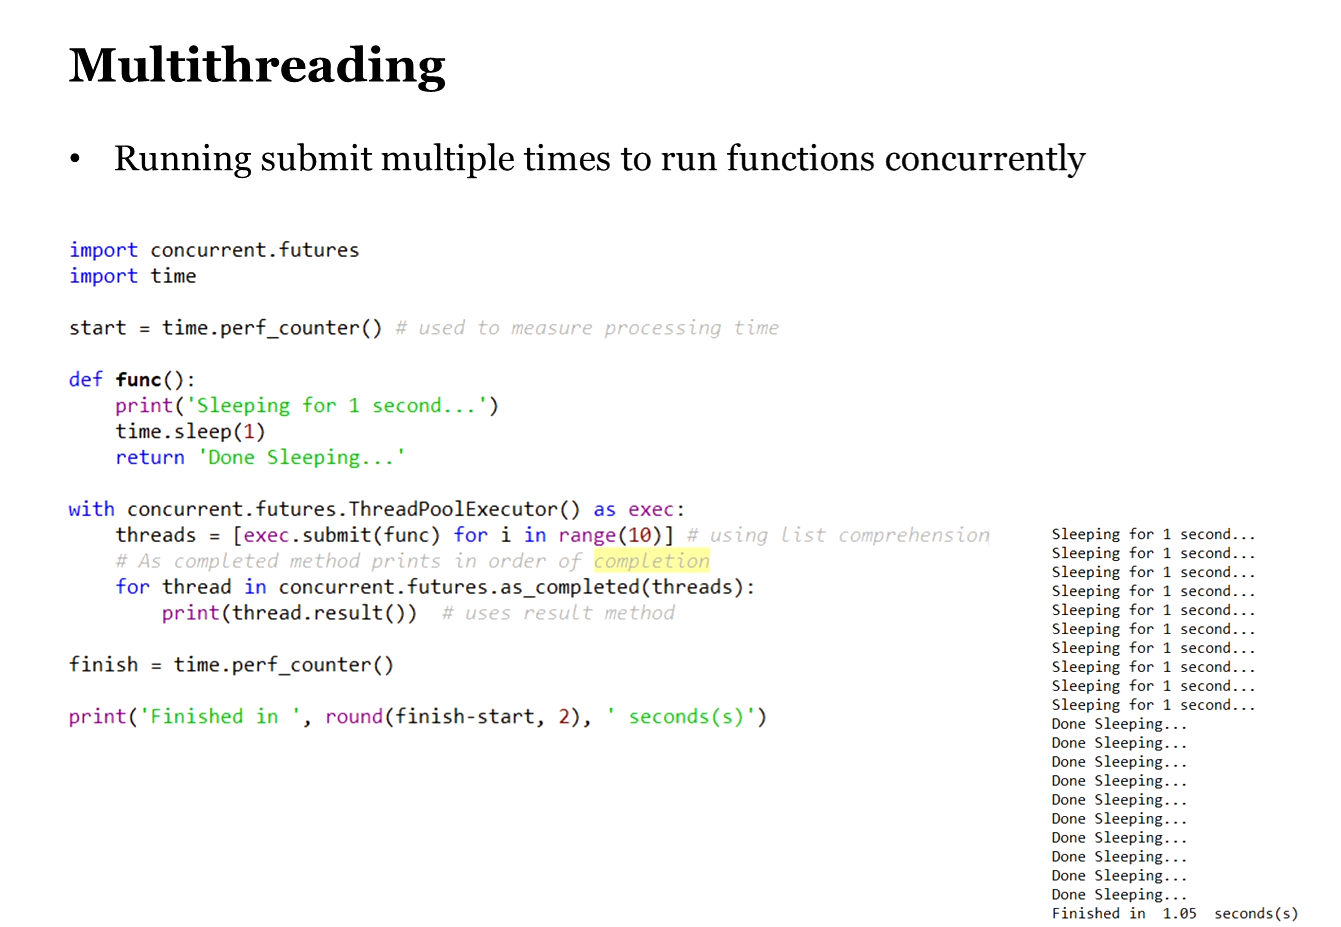 Multithreading
• Running submit multiple times to run functions concurrently
import concurrent.futures
import time
start = time.perf_counter() # used to measure processing time
def func():
    print('Sleeping for 1 second...')
    time.sleep(1)
    return 'Done Sleeping...'
with concurrent.futures.ThreadPoolExecutor() as exec:
    threads = [exec.submit(func) for i in range(10)] # using list comprehension
    # As completed method prints in order of completion
    for thread in concurrent.futures.as_completed(threads):
        print(thread.result())  # uses result method
finish = time.perf_counter()
print('Finished in ', round(finish-start, 2), ' seconds(s)')
Sleeping for 1 second...
Sleeping for 1 second...
Sleeping for 1 second...
Sleeping for 1 second...
Sleeping for 1 second...
Sleeping for 1 second...
Sleeping for 1 second...
Sleeping for 1 second...
Sleeping for 1 second...
Sleeping for 1 second...
Done Sleeping...
Done Sleeping...
Done Sleeping...
Done Sleeping...
Done Sleeping...
Done Sleeping...
Done Sleeping...
Done Sleeping...
Done Sleeping...
Done Sleeping...
Finished in  1.05  seconds(s)